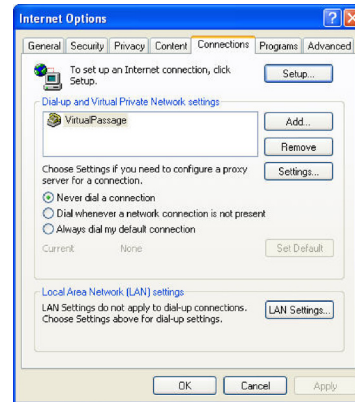 Internet Options
General Security Privacy Content Connections Programs Advanced
To set up an Internet connection, click
Setup.
Setup...
Dial-up and Virtual Private Network settings
VirtualPassage
Add...
Remove
Choose Settings if you need to configure a proxy
server for a connection.
Settings...
Never dial a connection
Dial whenever a network connection is not present
Always dial my default connection
Current None
Set Default
Local Area Network (LAN) settings
LAN Settings do not apply to dial-up connections.
Choose Settings above for dial-up settings.
LAN Settings...
OK Cancel Apply